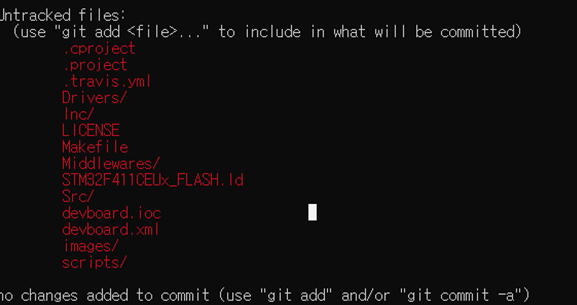 Untracked files:
(use "git add <file>..." to include in what will be committed)
.cproject
.project
.travis.yml
Drivers/
Inc/
LICENSE
Makefile
Middlewares/
STM32F411CEUx_FLASH.ld
Src/
devboard.ioc
devboard.xml
images/
scripts/
no changes added to commit (use "git add" and/or "git commit -a")